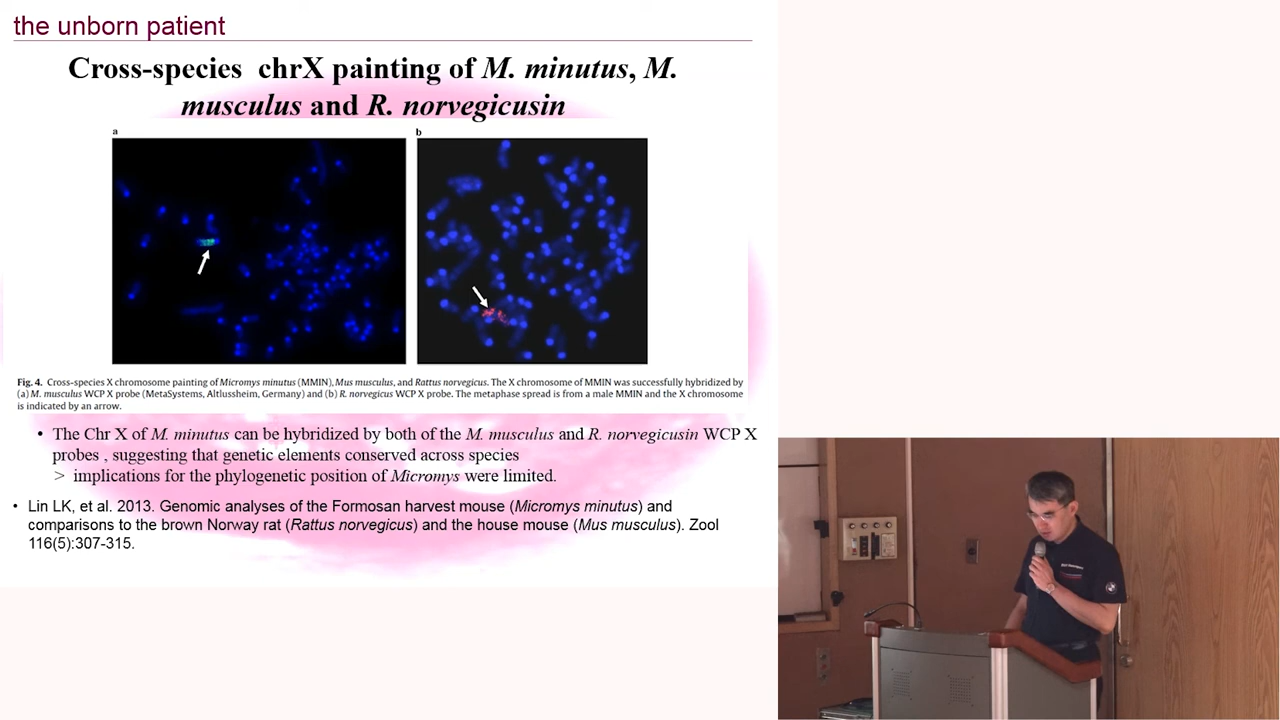 the unborn patient
Cross-species chrX painting of M. minutus, M.
musculus and R. norvegicusin
a
b
Fig. 4. Cross-species X chromosome painting of Micromys minutus (MMIN), Mus musculus, and Rattus norvegicus. The X chromosome of MMIN was successfully hybridized by
(a) M. musculus WCP X probe (MetaSystems, Altlussheim, Germany) and (b) R. norvegicus WCP X probe. The metaphase spread is from a male MMIN and the X chromosome
is indicated by an arrow.
• The Chr X of M. minutus can be hybridized by both of the M. musculus and R. norvegicusin WCP X
probes , suggesting that genetic elements conserved across species
> implications for the phylogenetic position of Micromys were limited.
• Lin LK, et al. 2013. Genomic analyses of the Formosan harvest mouse (Micromys minutus) and
comparisons to the brown Norway rat (Rattus norvegicus) and the house mouse (Mus musculus). Zool
116(5):307-315.